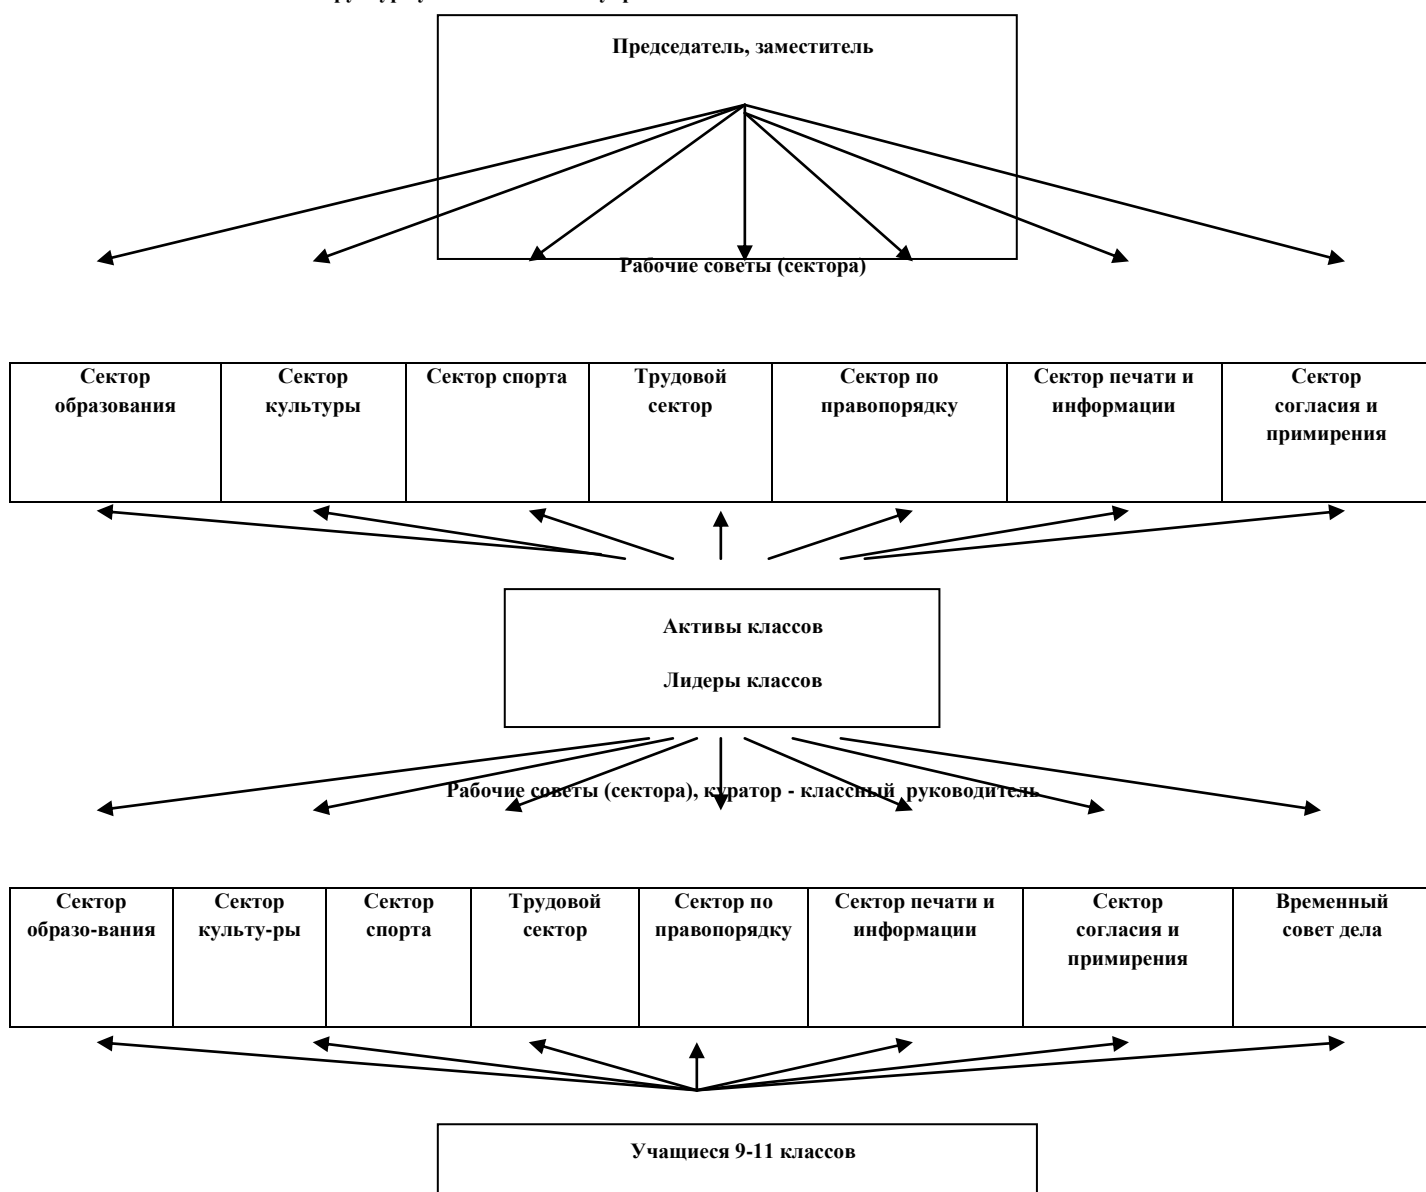 Председатель, заместитель
Рабочие советы (сектора)
Сектор
образования
Сектор
культуры
Сектор спорта
Трудовой
сектор
Сектор по
правопорядку
Сектор печати и
информации
Сектор
согласия и
примирения
Активы классов
Лидеры классов
Рабочие советы (сектора), куратор - классный руководитель
Сектор
образо-вания
Сектор
культу-ры
Сектор
спорта
Трудовой
сектор
Сектор по
правопорядку
Сектор печати и
информации
Сектор
согласия и
примирения
Временный
совет дела
Учащиеся 9-11 классов